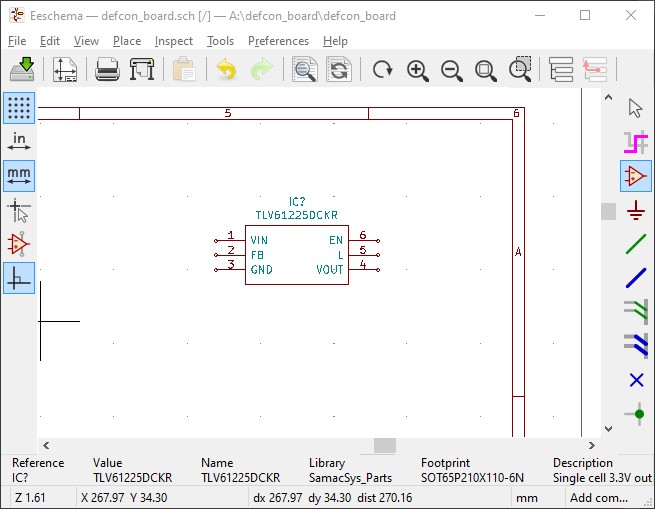 Eeschema — defcon_board.sch [/] — A:\defcon_board\defcon_board
File Edit View Place Inspect Tools Preferences Help
in
mm
5
6
A
IC?
TLV61225DCKR
1 VIN EN 6
2 FB L 5
3 GND VOUT 4
Reference Value Name Library Footprint Description
IC? TLV61225DCKR TLV61225DCKR SamacSys_Parts SOT65P210X110-6N Single cell 3.3V out
Z 1.61 X 267.97 Y 34.30 dx 267.97 dy 34.30 dist 270.16 mm Add com...